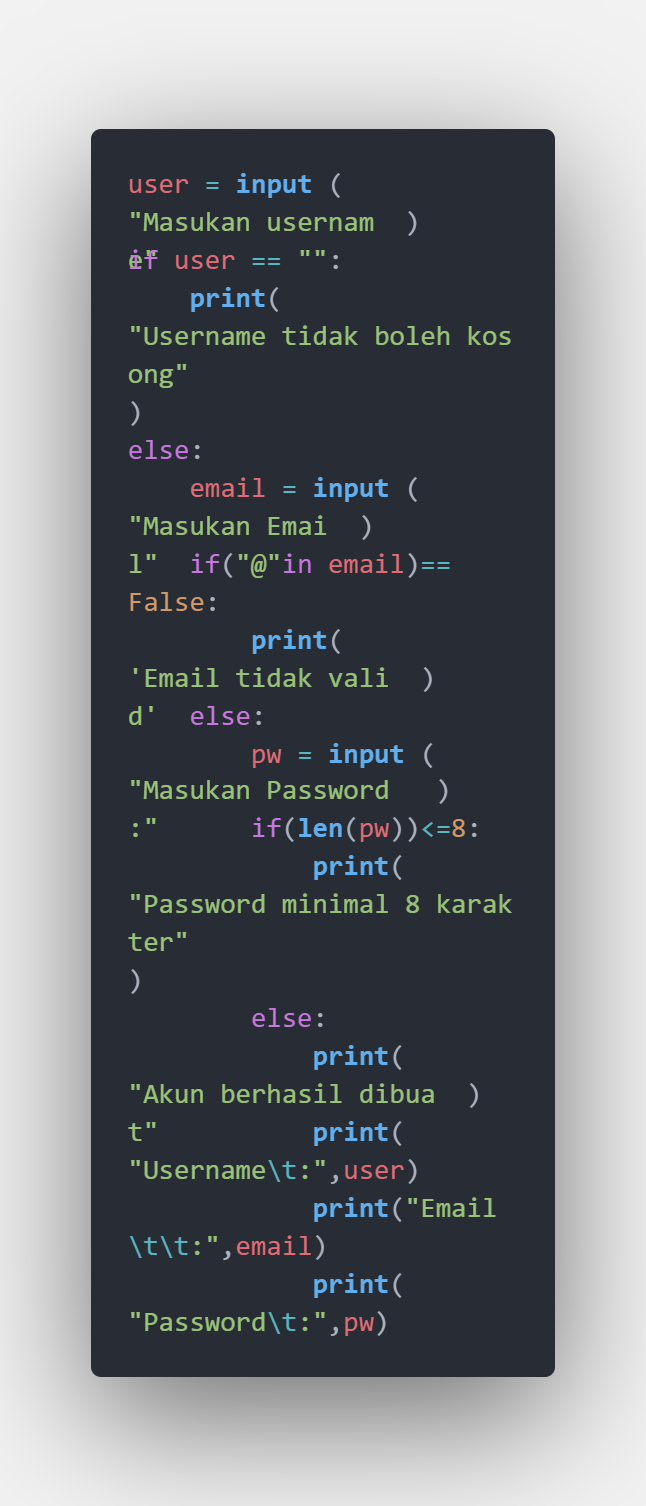 user = input (
"Masukan usernam  )
e"
if user == "":
    print(
"Username tidak boleh kos
ong"
)
else:
    email = input (
"Masukan Emai  )
l"  if("@"in email)==
False:
        print(
'Email tidak vali  )
d'  else:
        pw = input (
"Masukan Password   )
:"      if(len(pw))<=8:
            print(
"Password minimal 8 karak
ter"
)
        else:
            print(
"Akun berhasil dibua  )
t"          print(
"Username\t:",user)
            print("Email
\t\t:",email)
            print(
"Password\t:",pw)